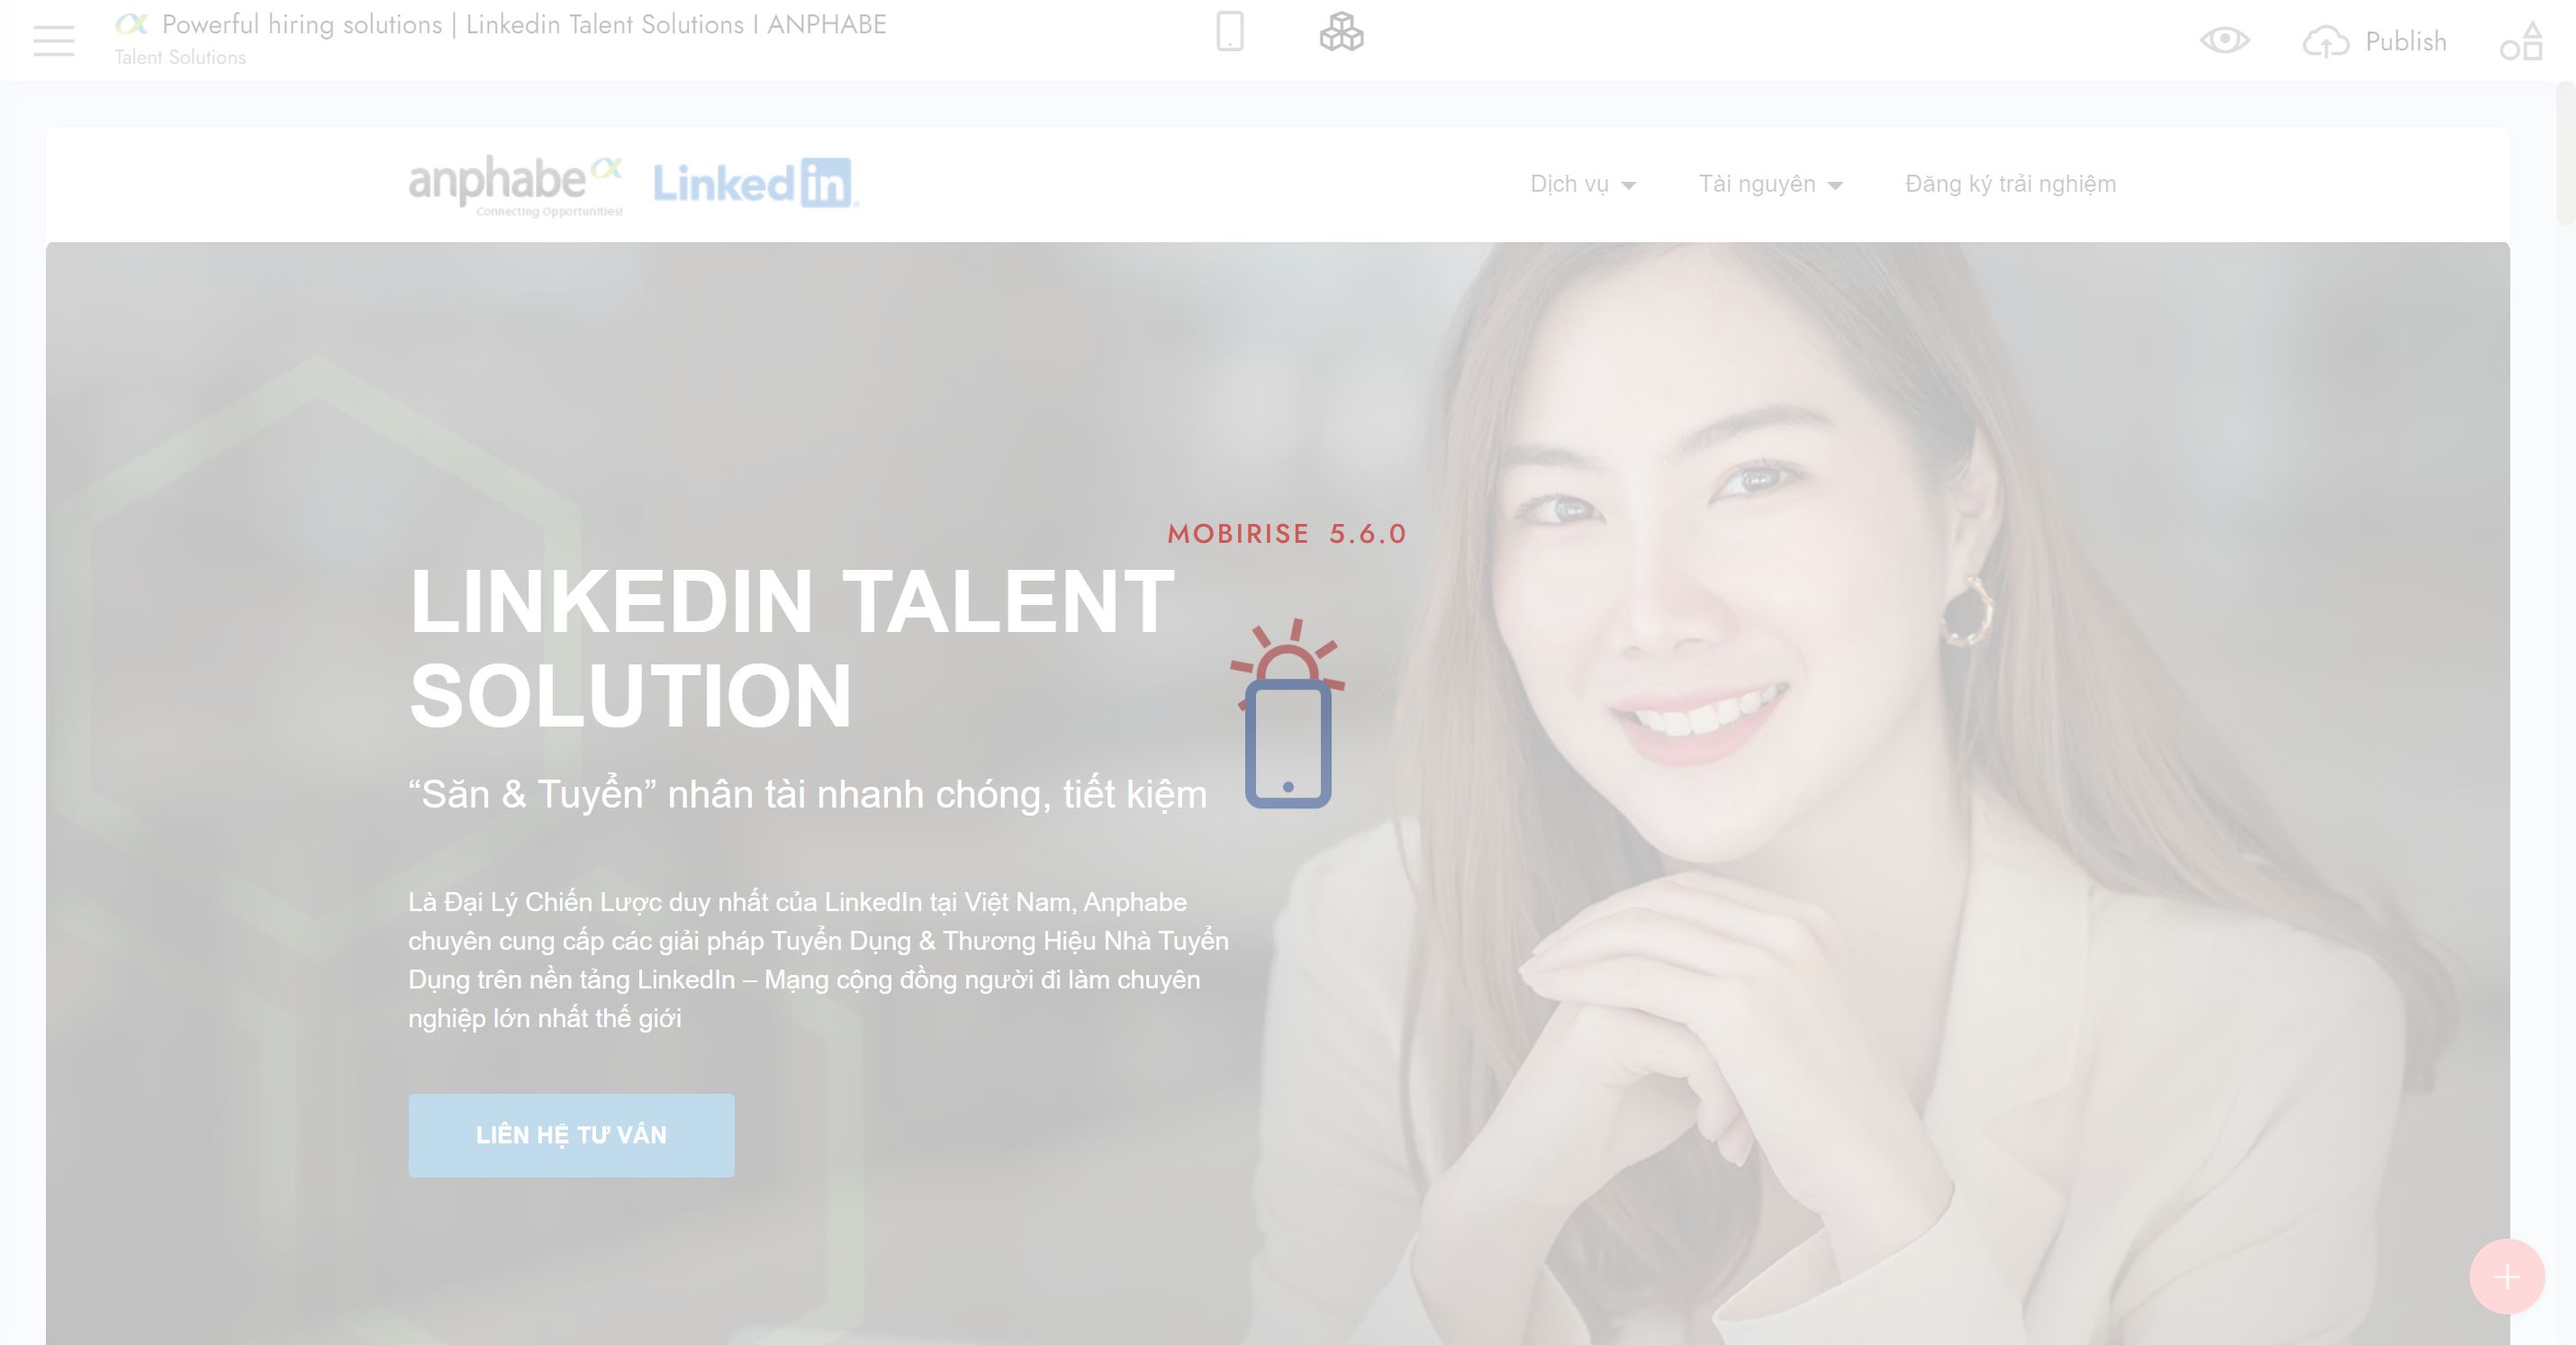 Powerful hiring solutions | Linkedin Talent Solutions I ANPHABE
Talent Solutions
Publish
anphabe
Connecting Opportunities!
Linked in
Dịch vụ
Tài nguyên
Đăng ký trải nghiệm
MOBIRISE 5.6.0
LINKEDIN TALENT
SOLUTION
“Săn & Tuyển” nhân tài nhanh chóng, tiết kiệm
Là Đại Lý Chiến Lược duy nhất của LinkedIn tại Việt Nam, Anphabe
chuyên cung cấp các giải pháp Tuyển Dụng & Thương Hiệu Nhà Tuyển
Dụng trên nền tảng LinkedIn – Mạng cộng đồng người đi làm chuyên
nghiệp lớn nhất thế giới
LIÊN HỆ TƯ VẤN